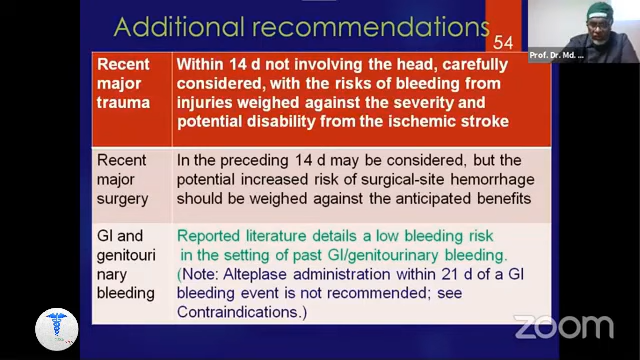 Additional recommendations
54
Prof. Dr. Md. ...
Recent
major
trauma
Within 14 d not involving the head, carefully
considered, with the risks of bleeding from
injuries weighed against the severity and
potential disability from the ischemic stroke
Recent
major
surgery
In the preceding 14 d may be considered, but the
potential increased risk of surgical-site hemorrhage
should be weighed against the anticipated benefits
GI and
genitouri
nary
bleeding
Reported literature details a low bleeding risk
in the setting of past GI/genitourinary bleeding.
(Note: Alteplase administration within 21 d of a GI
bleeding event is not recommended; see
Contraindications.)
zoom